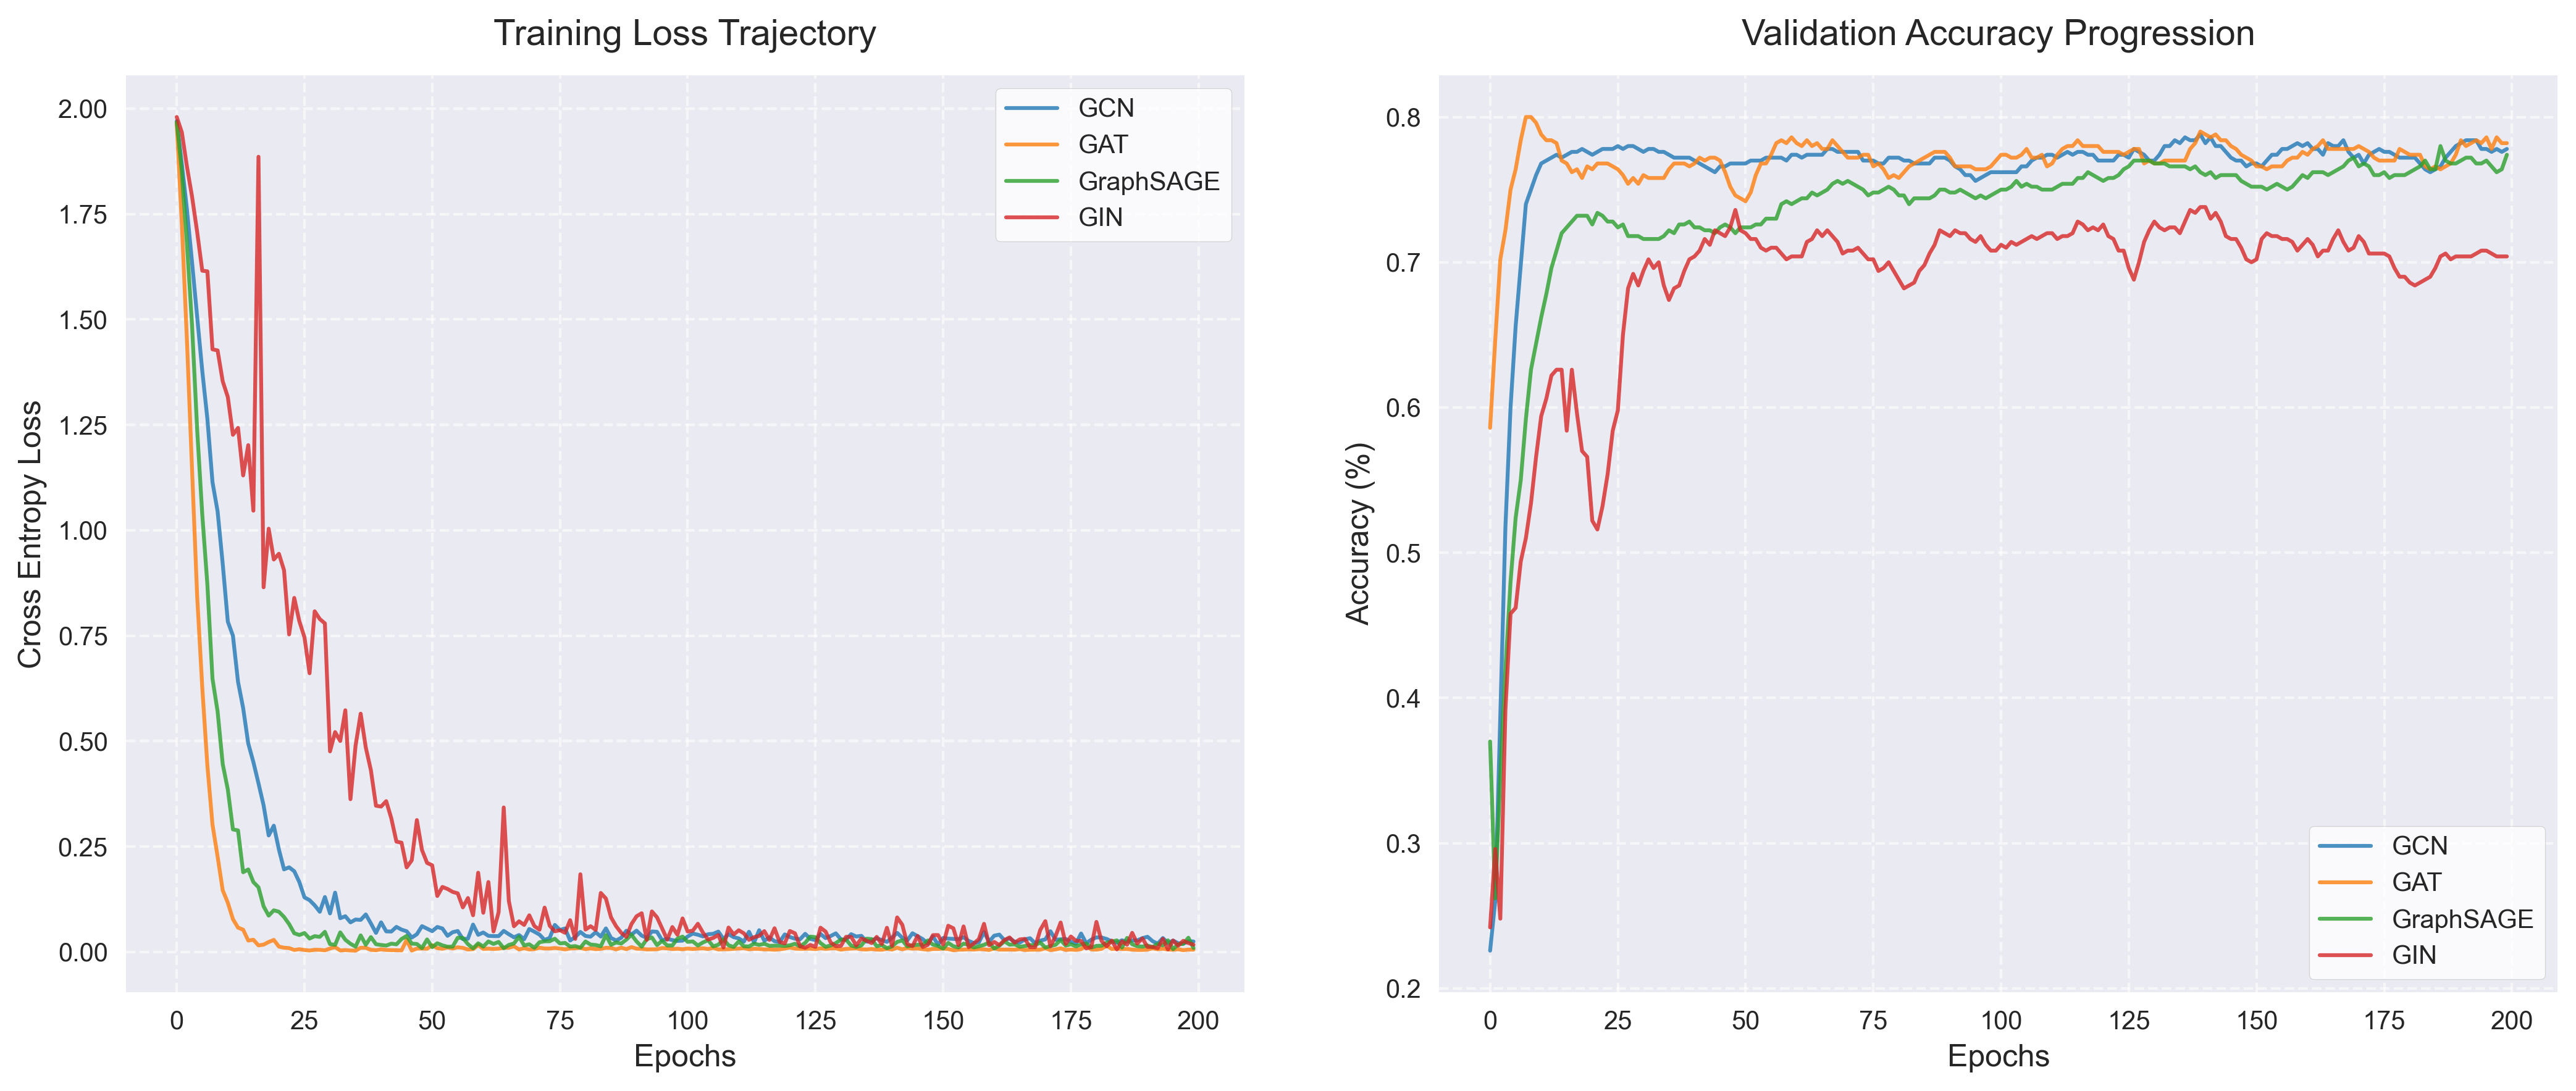 Training Loss Trajectory
Cross Entropy Loss
2.00
1.75
1.50
1.25
1.00
0.75
0.50
0.25
0.00
GCN
GAT
GraphSAGE
GIN
0 25 50 75 100 125 150 175 200
Epochs
Validation Accuracy Progression
Accuracy (%)
0.8
0.7
0.6
0.5
0.4
0.3
0.2
GCN
GAT
GraphSAGE
GIN
0 25 50 75 100 125 150 175 200
Epochs